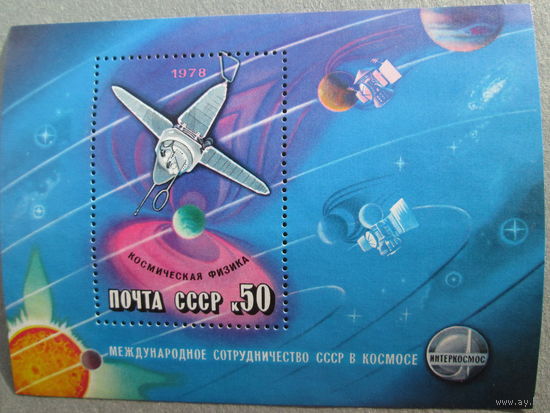 1978
КОСМИЧЕСКАЯ ФИЗИКА
ПОЧТА СССР К50
МЕЖДУНАРОДНОЕ СОТРУДНИЧЕСТВО СССР В КОСМОСЕ
ИНТЕРКОСМОС